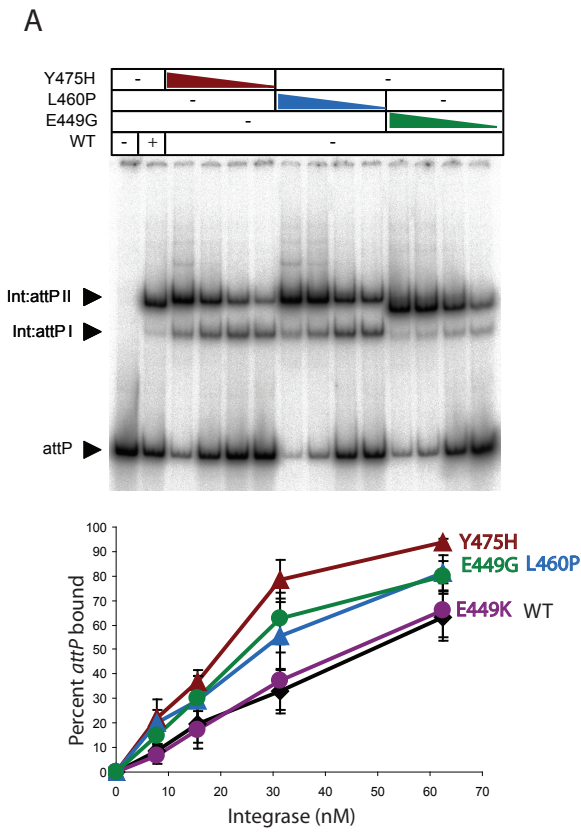 A
Y475H - -
L460P - -
E449G -
WT - + -
Int:attP II
Int:attP I
attP
Percent attP bound
100
90
80
70
60
50
40
30
20
10
0
0 10 20 30 40 50 60 70
Integrase (nM)
Y475H
E449G L460P
E449K WT